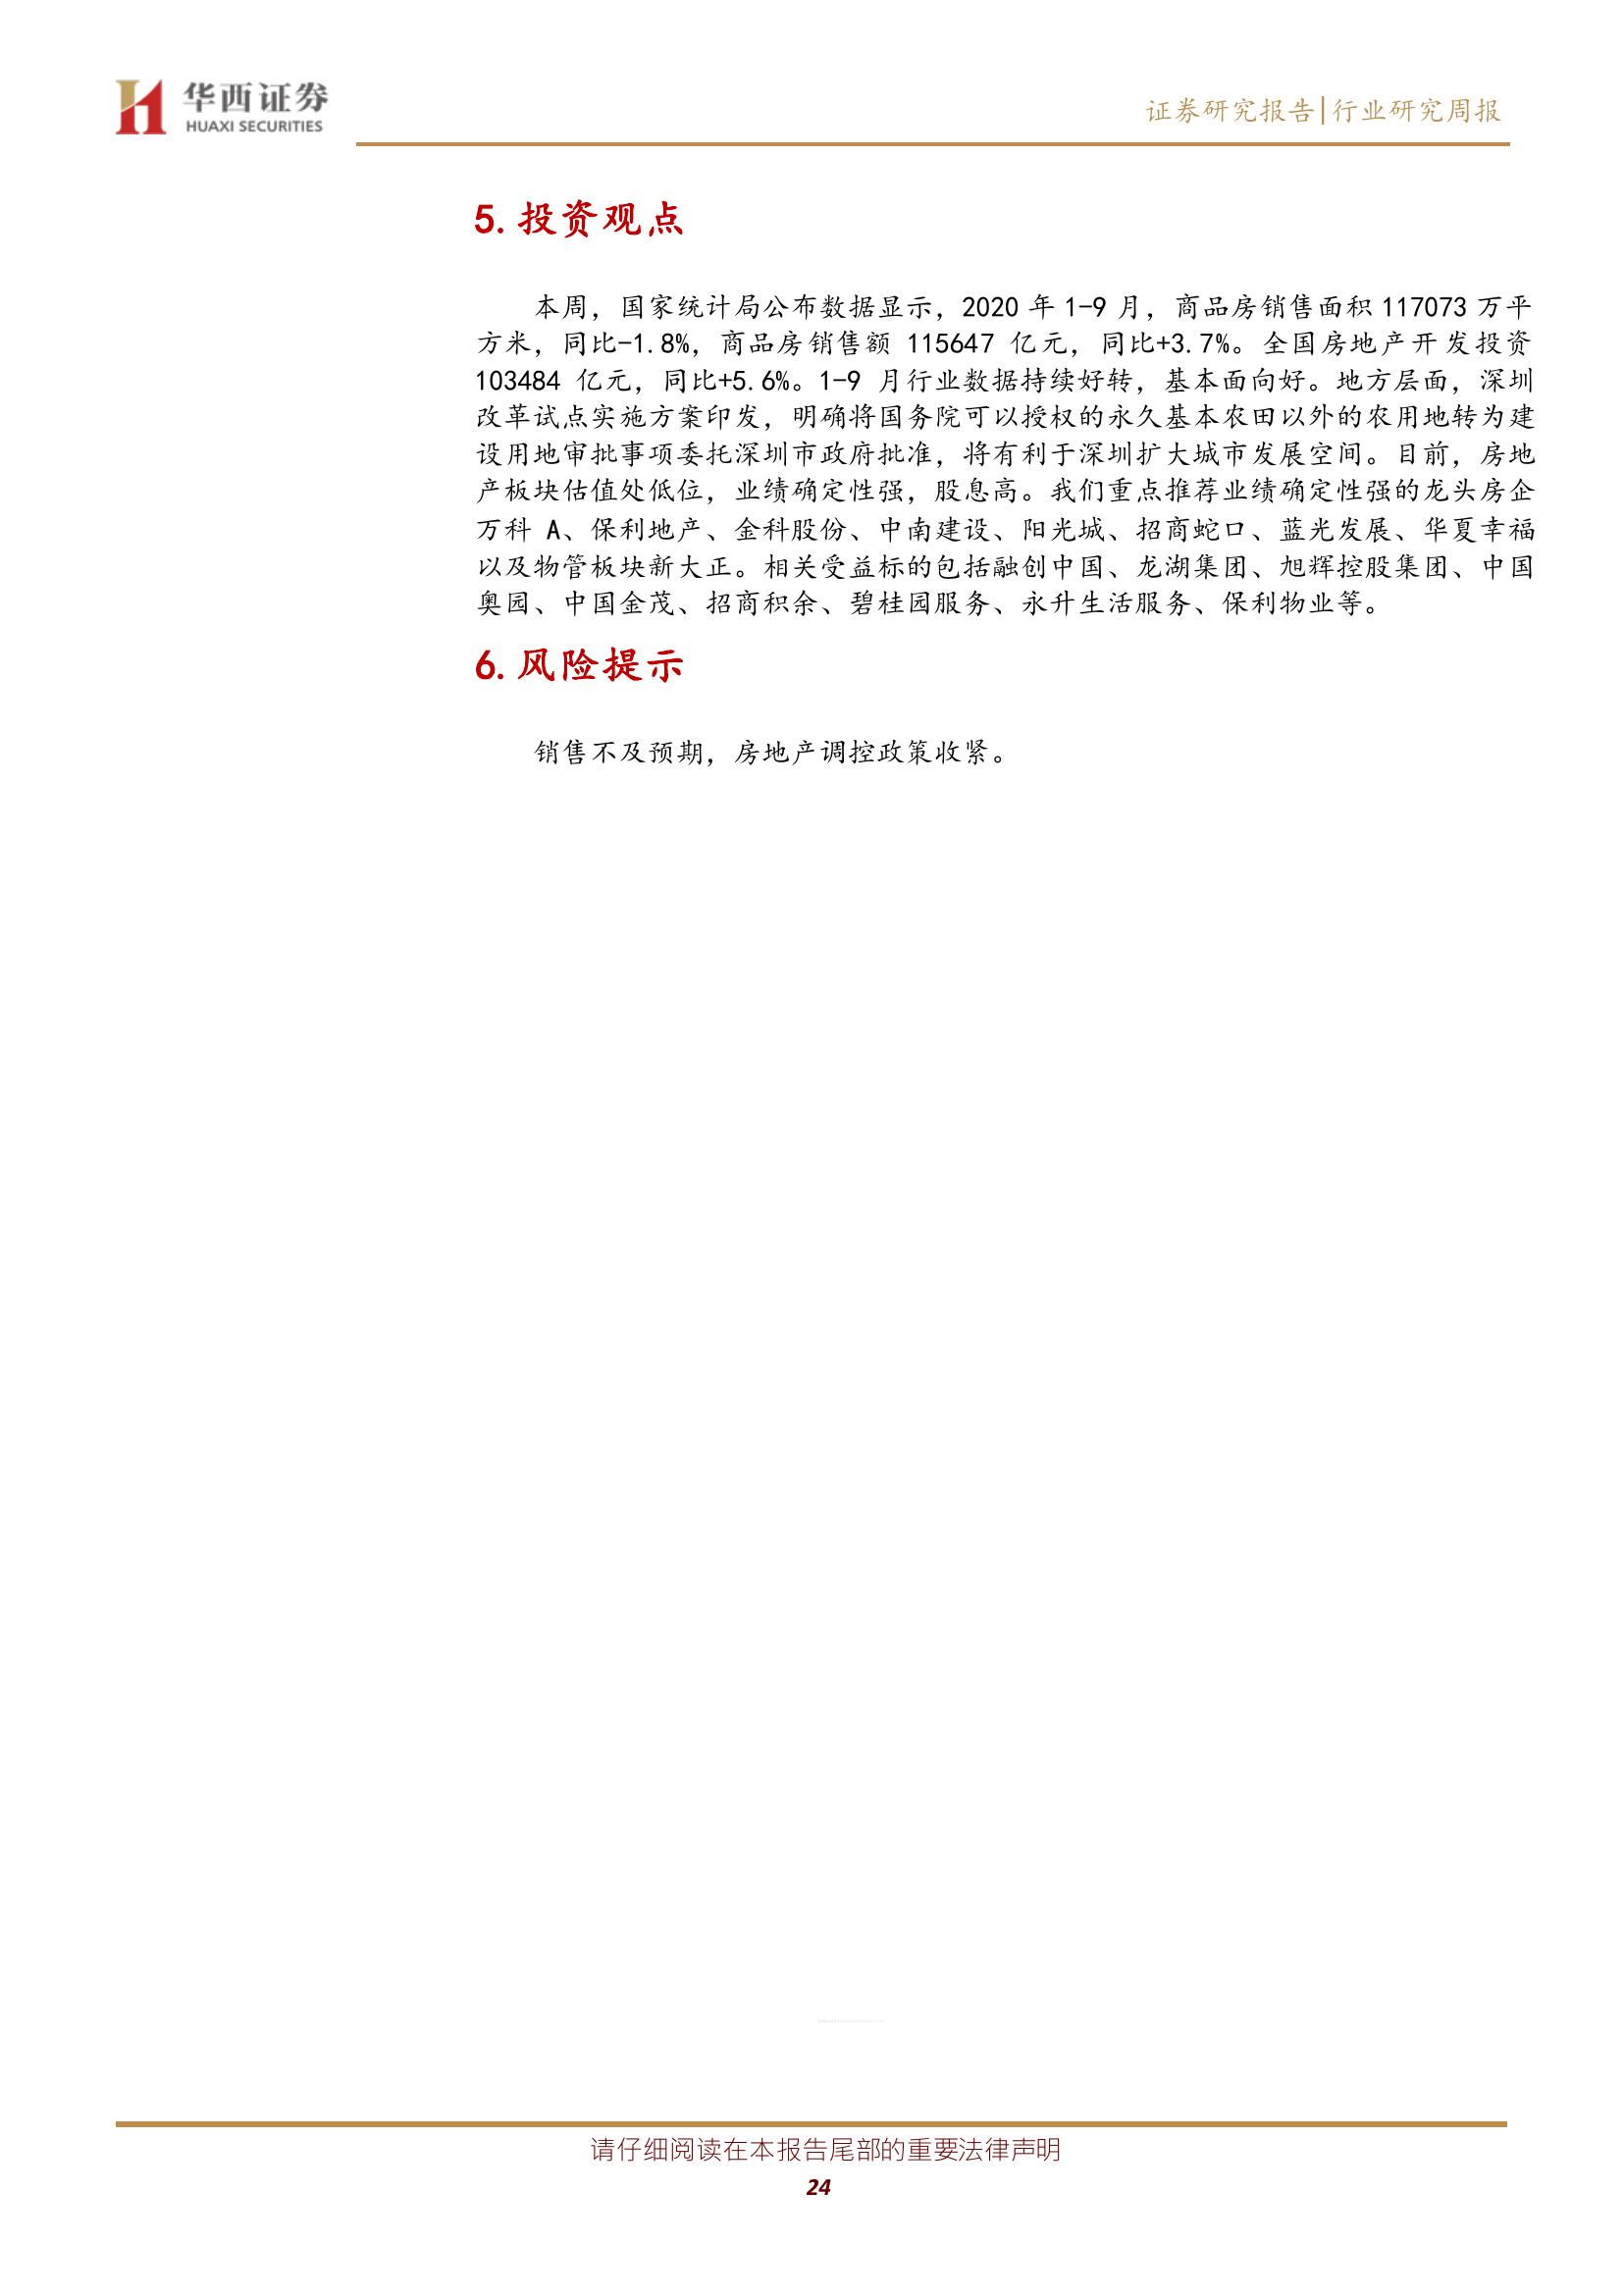 华西证券
HUAXI SECURITIES
证券研究报告|行业研究周报
5.投资观点
本周，国家统计局公布数据显示，2020 年 1-9 月，商品房销售面积 117073 万平
方米，同比-1.8%，商品房销售额 115647 亿元，同比+3.7%。全国房地产开发投资
103484 亿元，同比+5.6%。1-9 月行业数据持续好转，基本面向好。地方层面，深圳
改革试点实施方案印发，明确将国务院可以授权的永久基本农田以外的农用地转为建
设用地审批事项委托深圳市政府批准，将有利于深圳扩大城市发展空间。目前，房地
产板块估值处低位，业绩确定性强，股息高。我们重点推荐业绩确定性强的龙头房企
万科 A、保利地产、金科股份、中南建设、阳光城、招商蛇口、蓝光发展、华夏幸福
以及物管板块新大正。相关受益标的包括融创中国、龙湖集团、旭辉控股集团、中国
奥园、中国金茂、招商积余、碧桂园服务、永升生活服务、保利物业等。
6.风险提示
销售不及预期，房地产调控政策收紧。
请仔细阅读在本报告尾部的重要法律声明
24